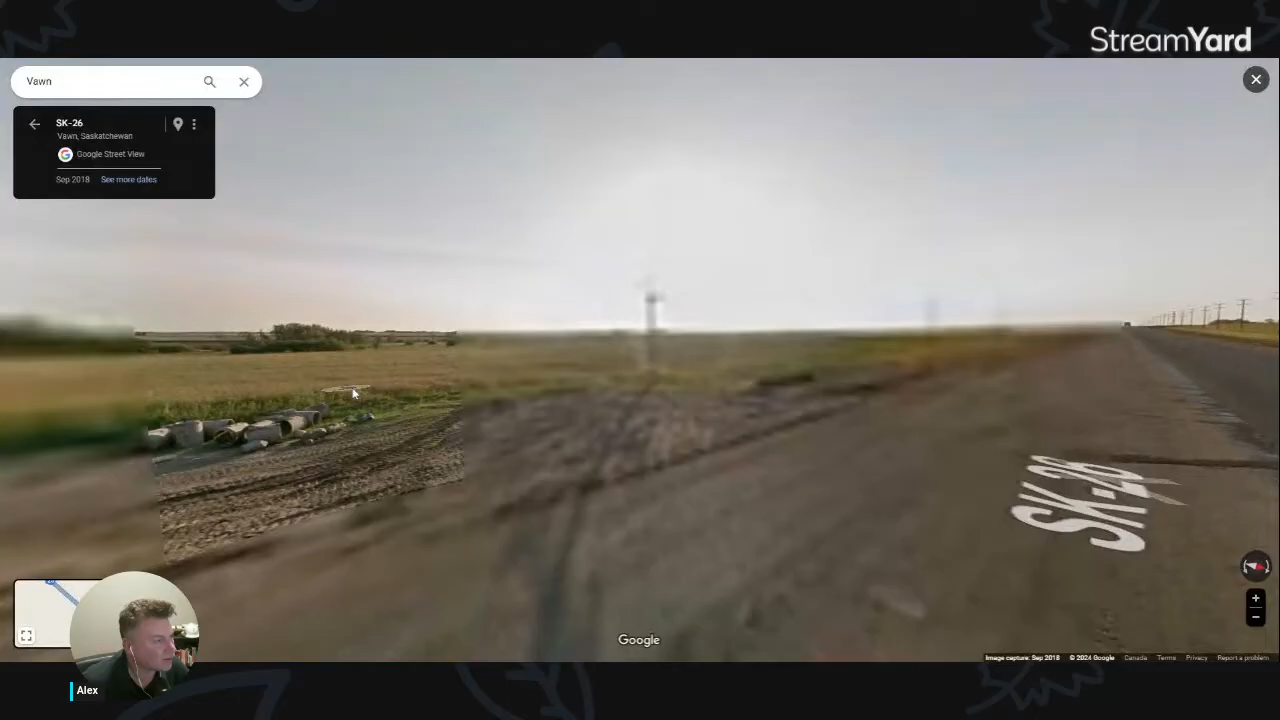 StreamYard
Vawn
SK-26
Vawn, Saskatchewan
Google Street View
Sep 2018 See more dates
SK-26
Google
Image capture: Sep 2018 © 2024 Google Canada Terms Privacy Report a problem
Alex